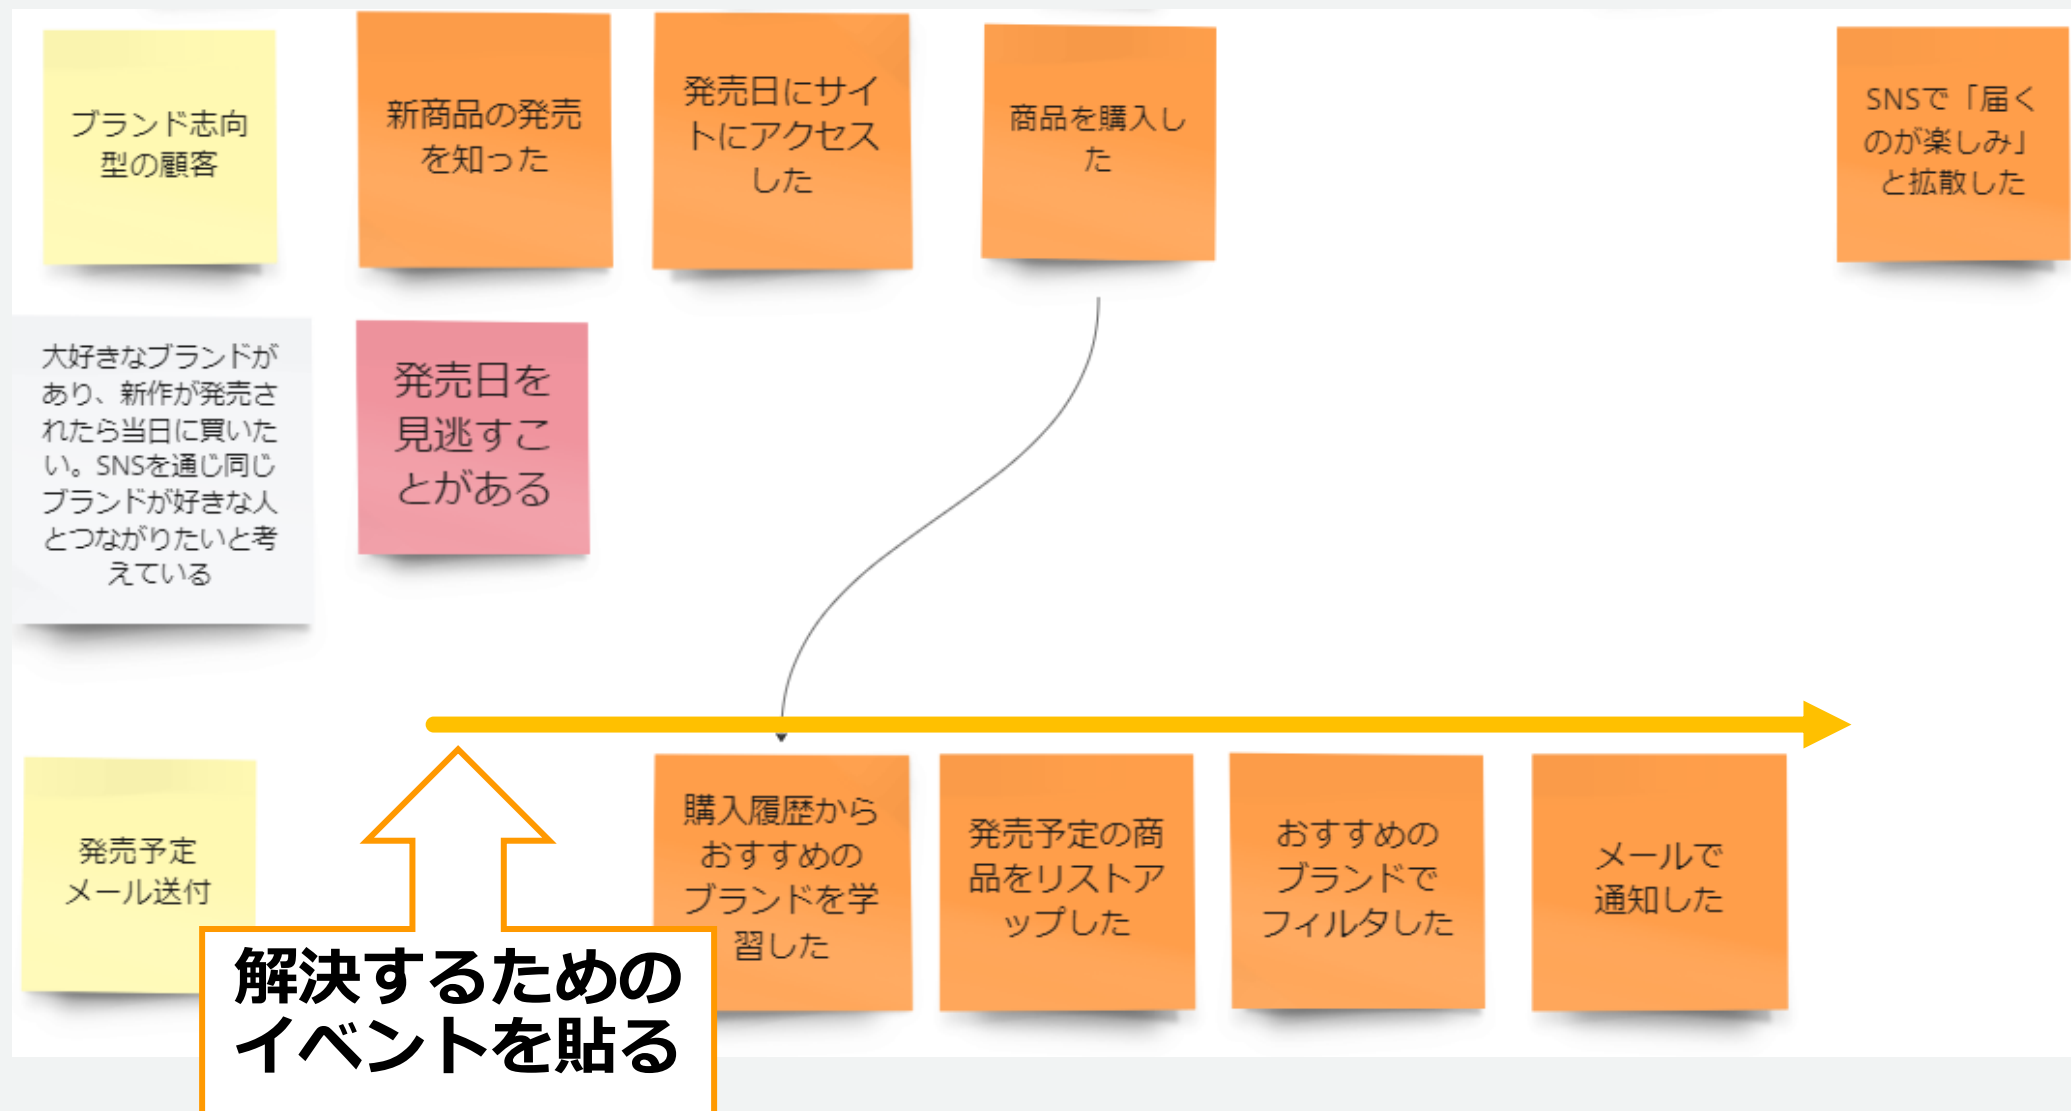 ブランド志向
型の顧客
新商品の発売
を知った
発売日にサイ
トにアクセス
した
商品を購入し
た
SNSで「届く
のが楽しみ」
と拡散した
大好きなブランドが
あり、新作が発売さ
れたら当日に買いた
い。SNSを通じ同じ
ブランドが好きな人
とつながりたいと考
えている
発売日を
見逃すこ
とがある
発売予定
メール送付
購入履歴から
おすすめの
ブランドを学
習した
発売予定の商
品をリストア
ップした
おすすめの
ブランドで
フィルタした
メールで
通知した
解決するための
イベントを貼る